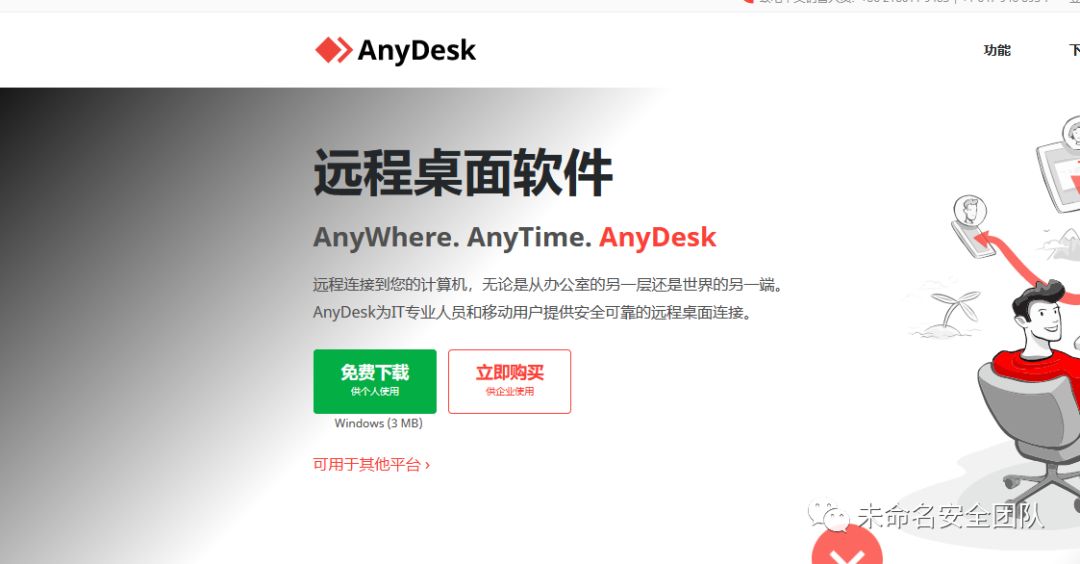 AnyDesk
功能
远程桌面软件
AnyWhere. AnyTime. AnyDesk
远程连接到您的计算机，无论是从办公室的另一层还是世界的另一端。
AnyDesk为IT专业人员和移动用户提供安全可靠的远程桌面连接。
免费下载
供个人使用
立即购买
供企业使用
Windows (3 MB)
可用于其他平台 ›
未命名安全团队